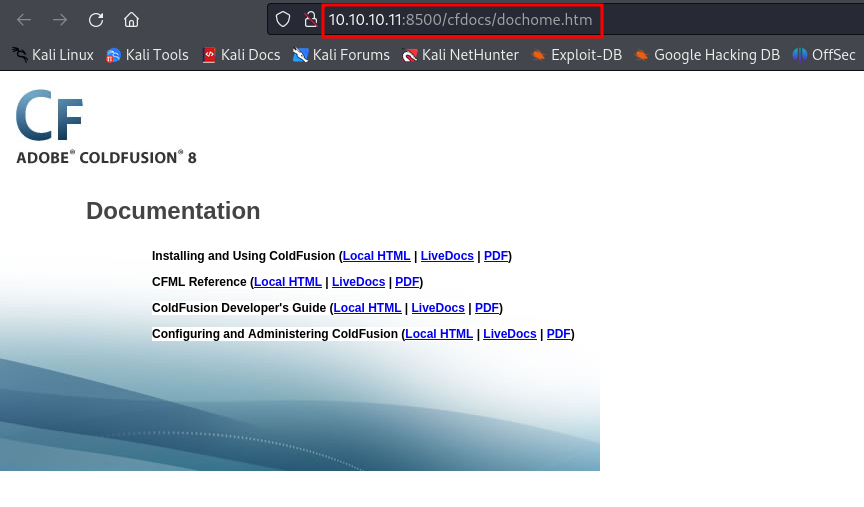 10.10.10.11:8500/cfdocs/dochome.htm
Kali Linux Kali Tools Kali Docs Kali Forums Kali NetHunter Exploit-DB Google Hacking DB OffSec
CF
ADOBE® COLDFUSION® 8
Documentation
Installing and Using ColdFusion (Local HTML | LiveDocs | PDF)
CFML Reference (Local HTML | LiveDocs | PDF)
ColdFusion Developer's Guide (Local HTML | LiveDocs | PDF)
Configuring and Administering ColdFusion (Local HTML | LiveDocs | PDF)